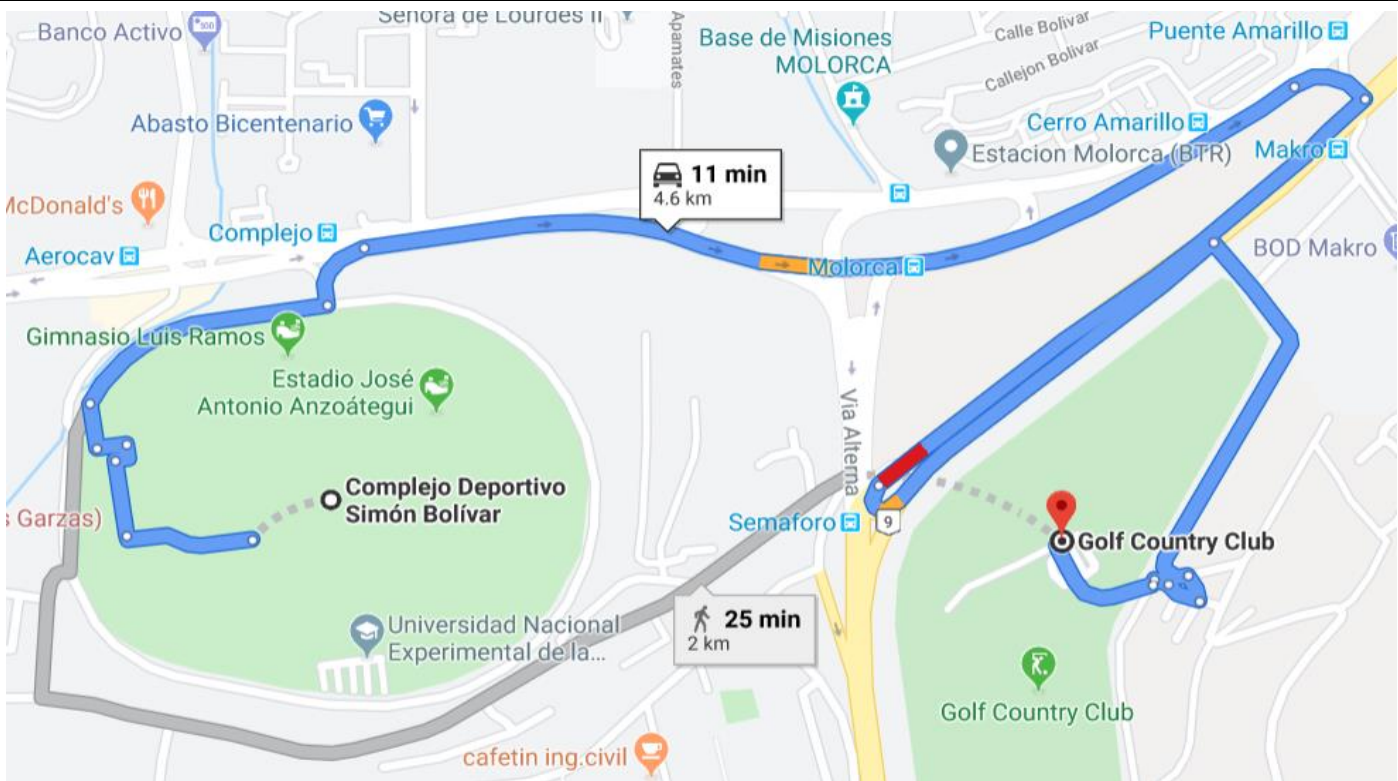 Señora de Lourdes II
Banco Activo
Apamates
Base de Misiones
MOLORCA
Calle Bolivar
Callejon Bolivar
Puente Amarillo
Abasto Bicentenario
Cerro Amarillo
Estacion Molorca (BTR)
Makro
11 min
4.6 km
McDonald's
Complejo
Aerocav
Molorca
BOD Makro
Gimnasio Luis Ramos
Estadio José
Antonio Anzoátegui
Via Alterna
Complejo Deportivo
Simón Bolívar
Garzas)
Semaforo
9
Golf Country Club
Universidad Nacional
Experimental de la...
25 min
2 km
Golf Country Club
cafetin ing.civil